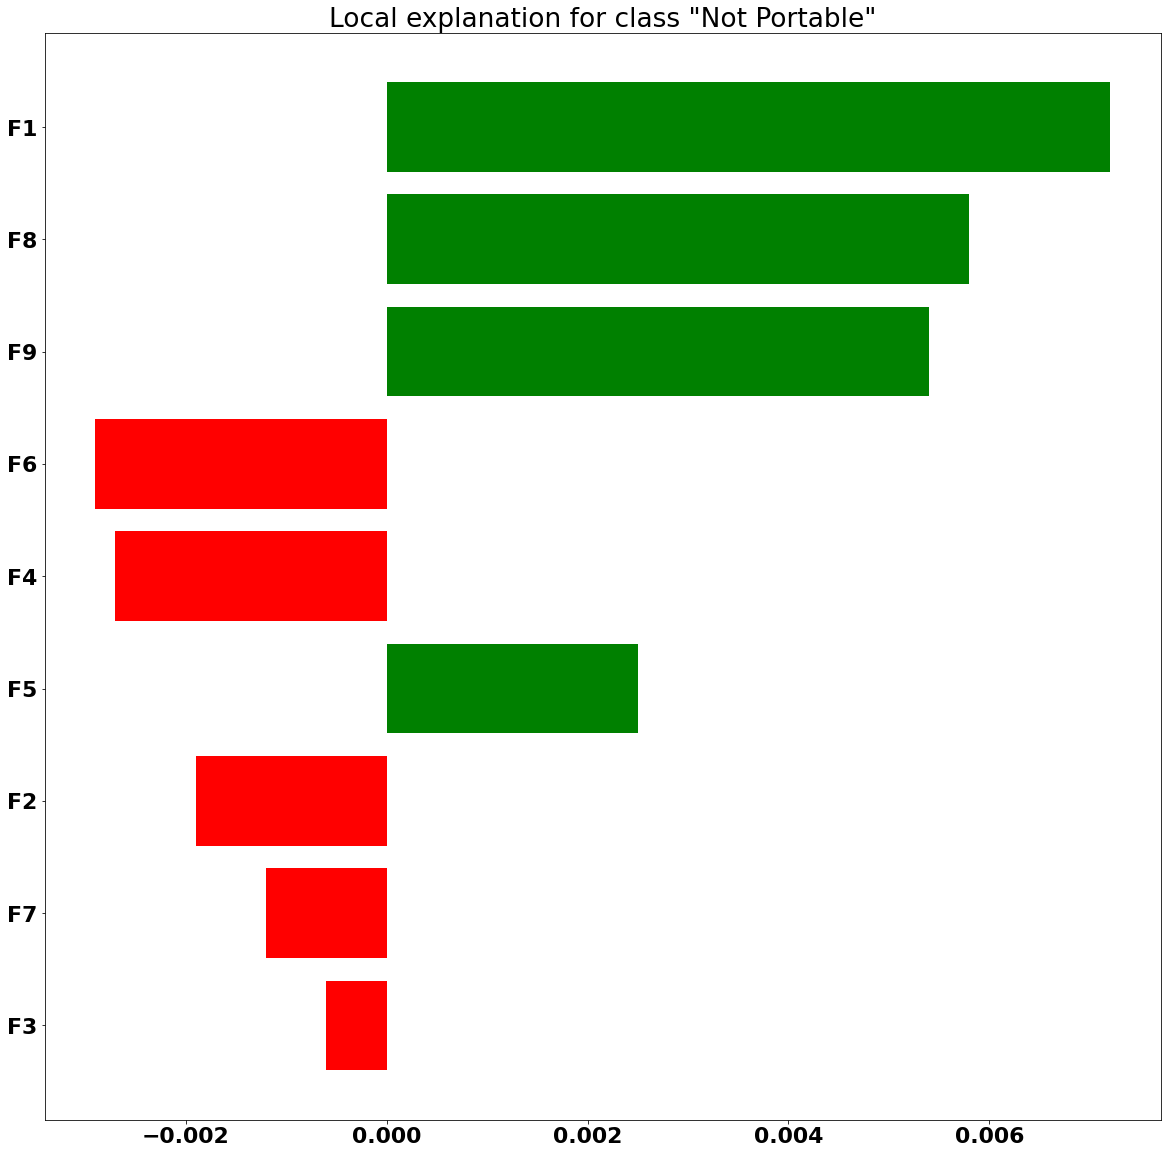 Local explanation for class "Not Portable"
F1
F8
F9
F6
F4
F5
F2
F7
F3
−0.002 0.000 0.002 0.004 0.006